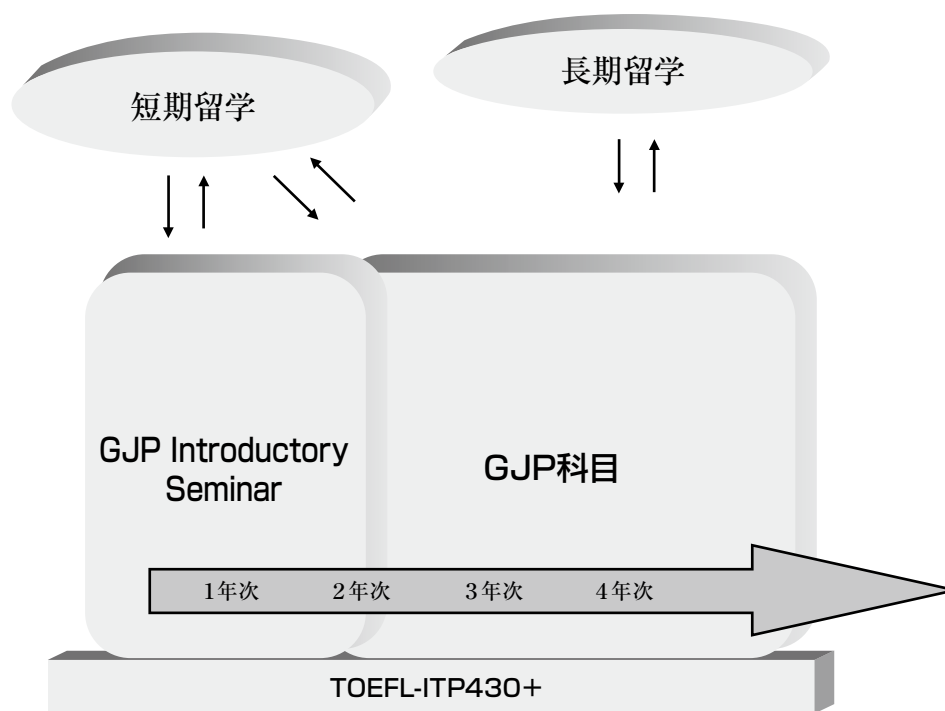 短期留学
長期留学
GJP Introductory
Seminar
GJP科目
1年次 2年次 3年次 4年次
TOEFL-ITP430+